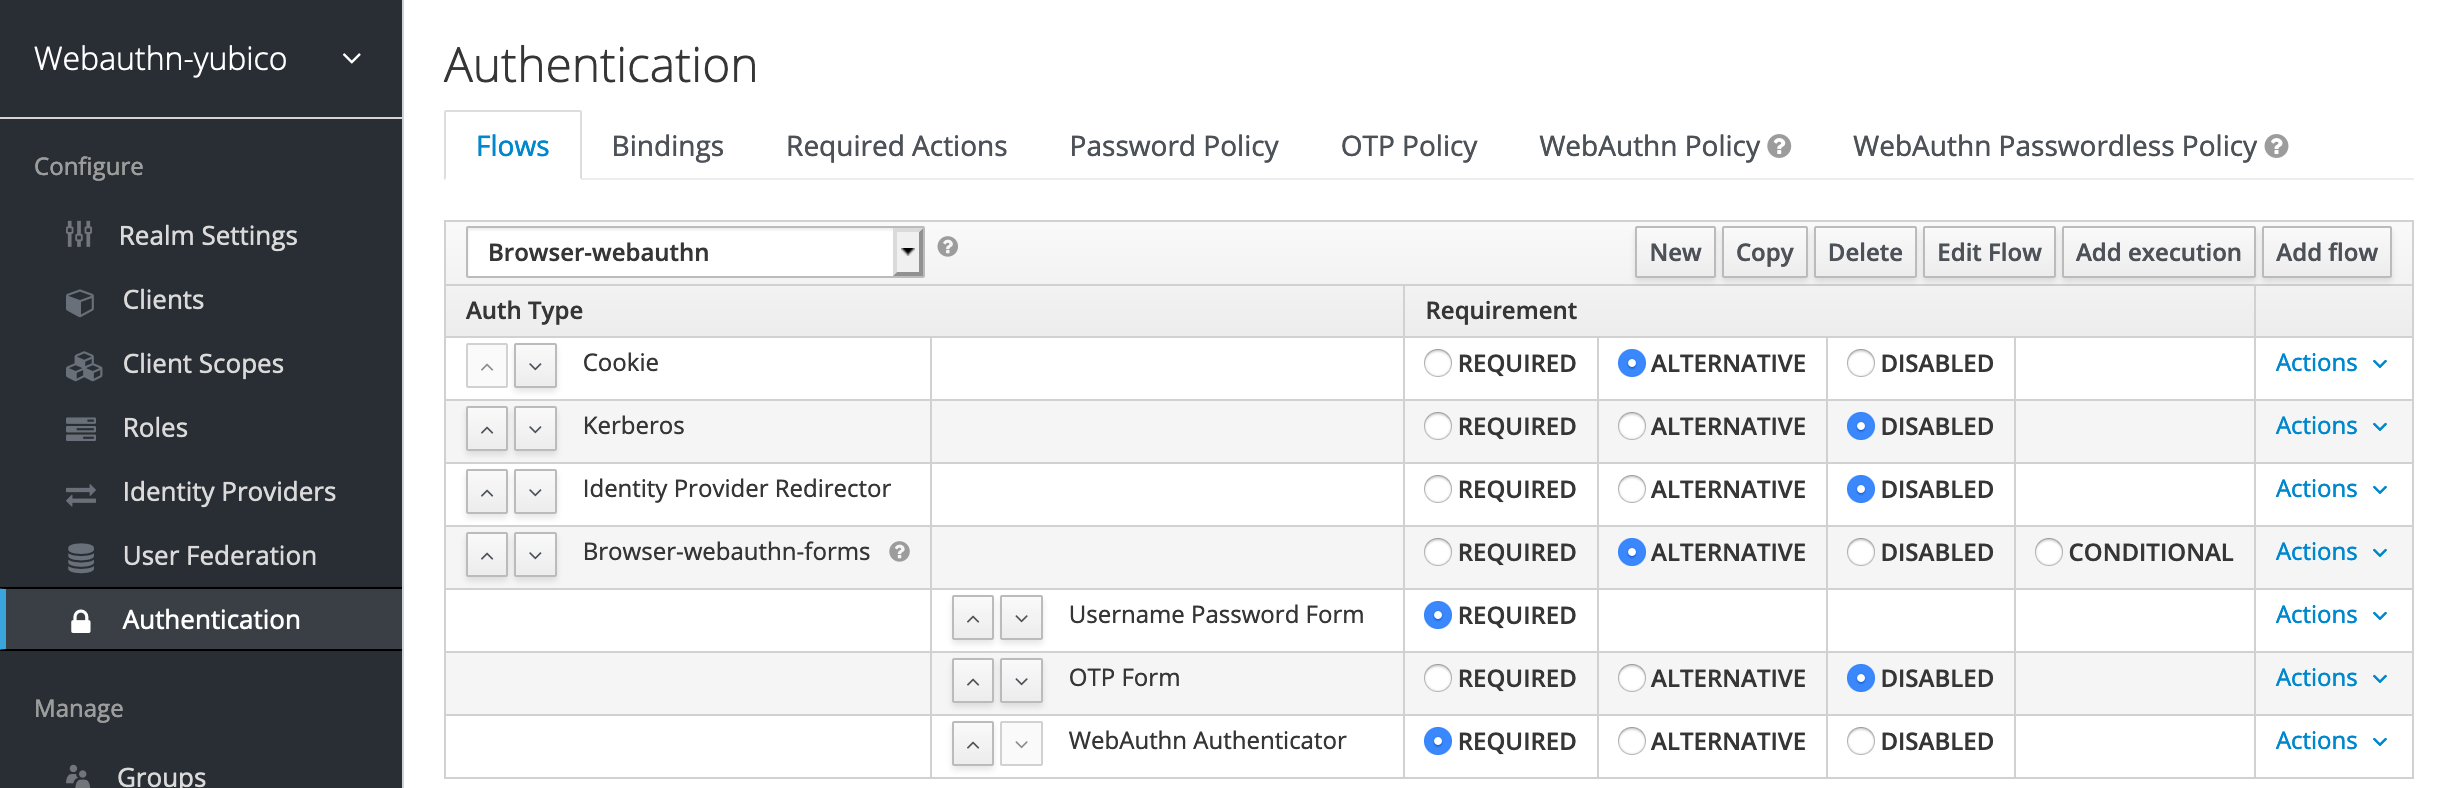 Webauthn-yubico
Configure
Realm Settings
Clients
Client Scopes
Roles
Identity Providers
User Federation
Authentication
Manage
Groups
Authentication
Flows Bindings Required Actions Password Policy OTP Policy WebAuthn Policy ? WebAuthn Passwordless Policy ?
Browser-webauthn ? New Copy Delete Edit Flow Add execution Add flow
Auth Type Requirement
Cookie REQUIRED ALTERNATIVE DISABLED Actions
Kerberos REQUIRED ALTERNATIVE DISABLED Actions
Identity Provider Redirector REQUIRED ALTERNATIVE DISABLED Actions
Browser-webauthn-forms ? REQUIRED ALTERNATIVE DISABLED CONDITIONAL Actions
Username Password Form REQUIRED Actions
OTP Form REQUIRED ALTERNATIVE DISABLED Actions
WebAuthn Authenticator REQUIRED ALTERNATIVE DISABLED Actions